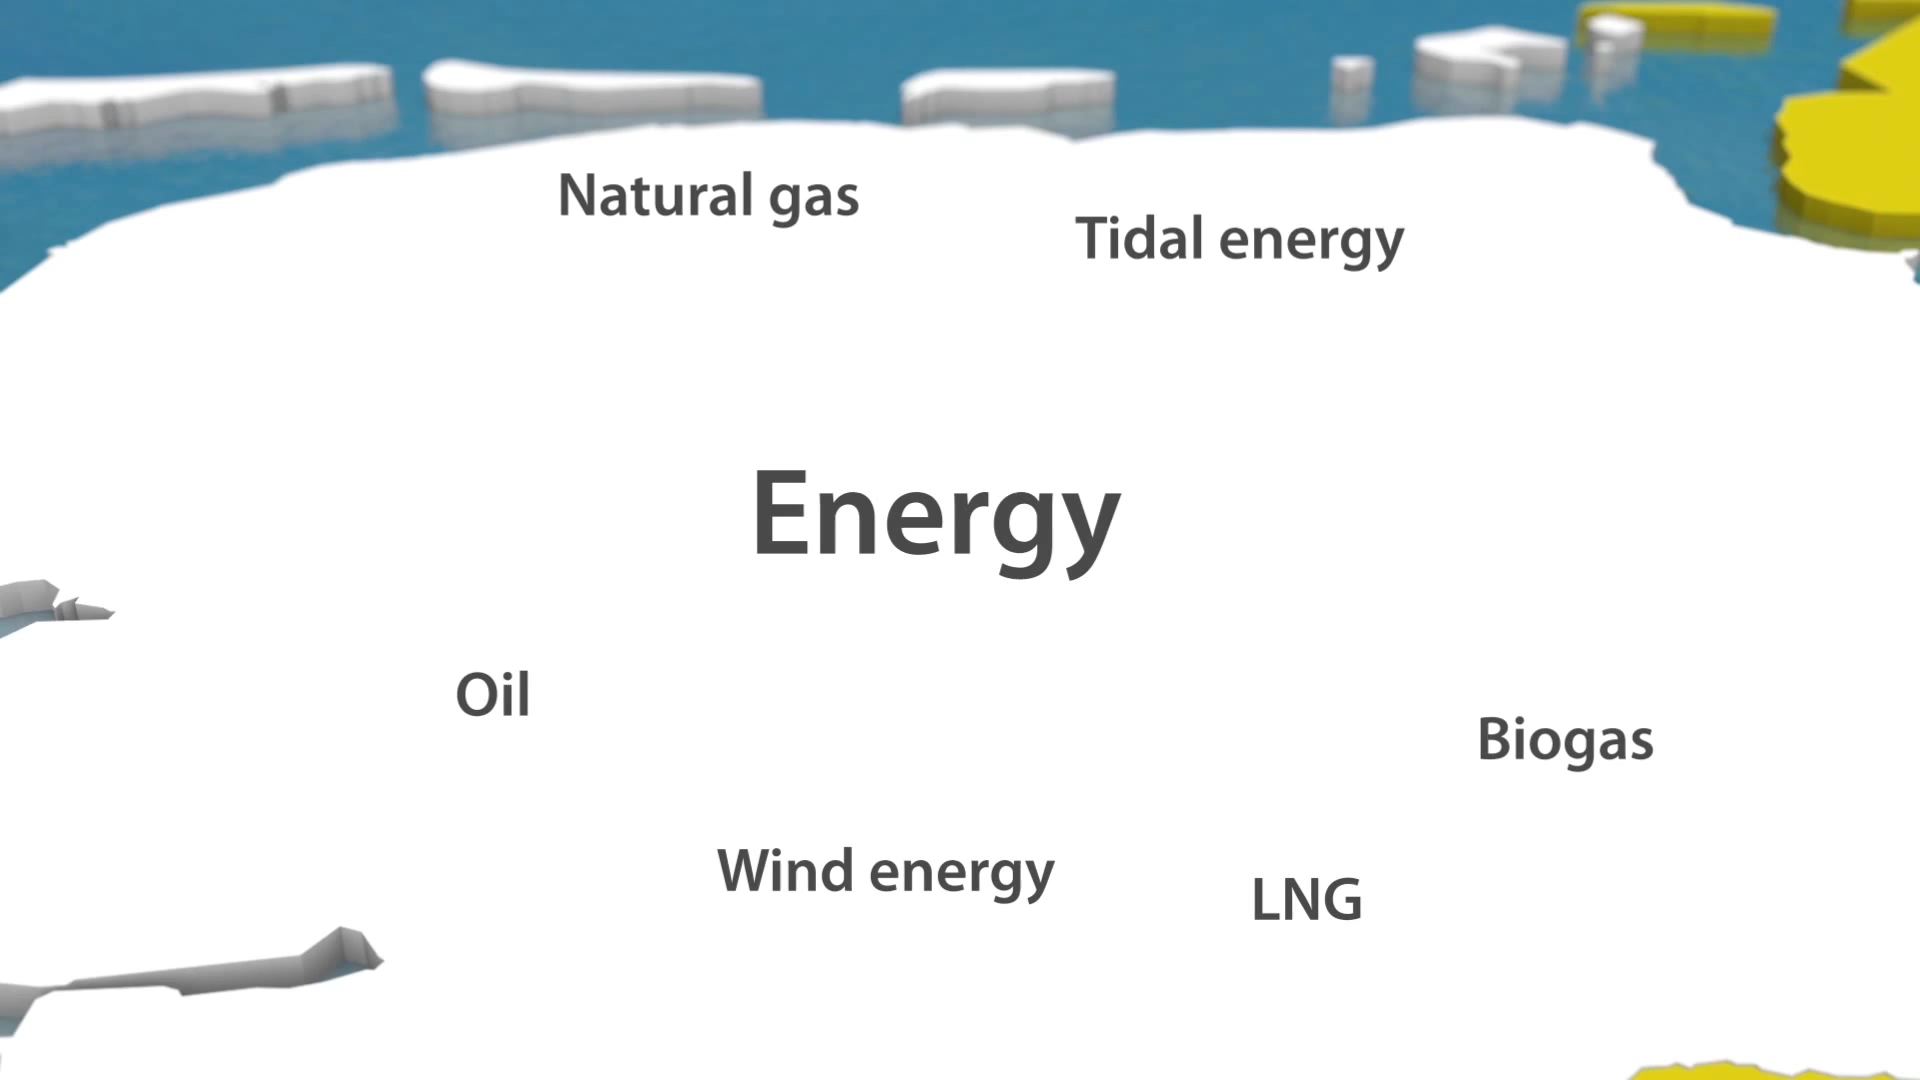 Natural gas
Tidal energy
Energy
Oil
Biogas
Wind energy
LNG